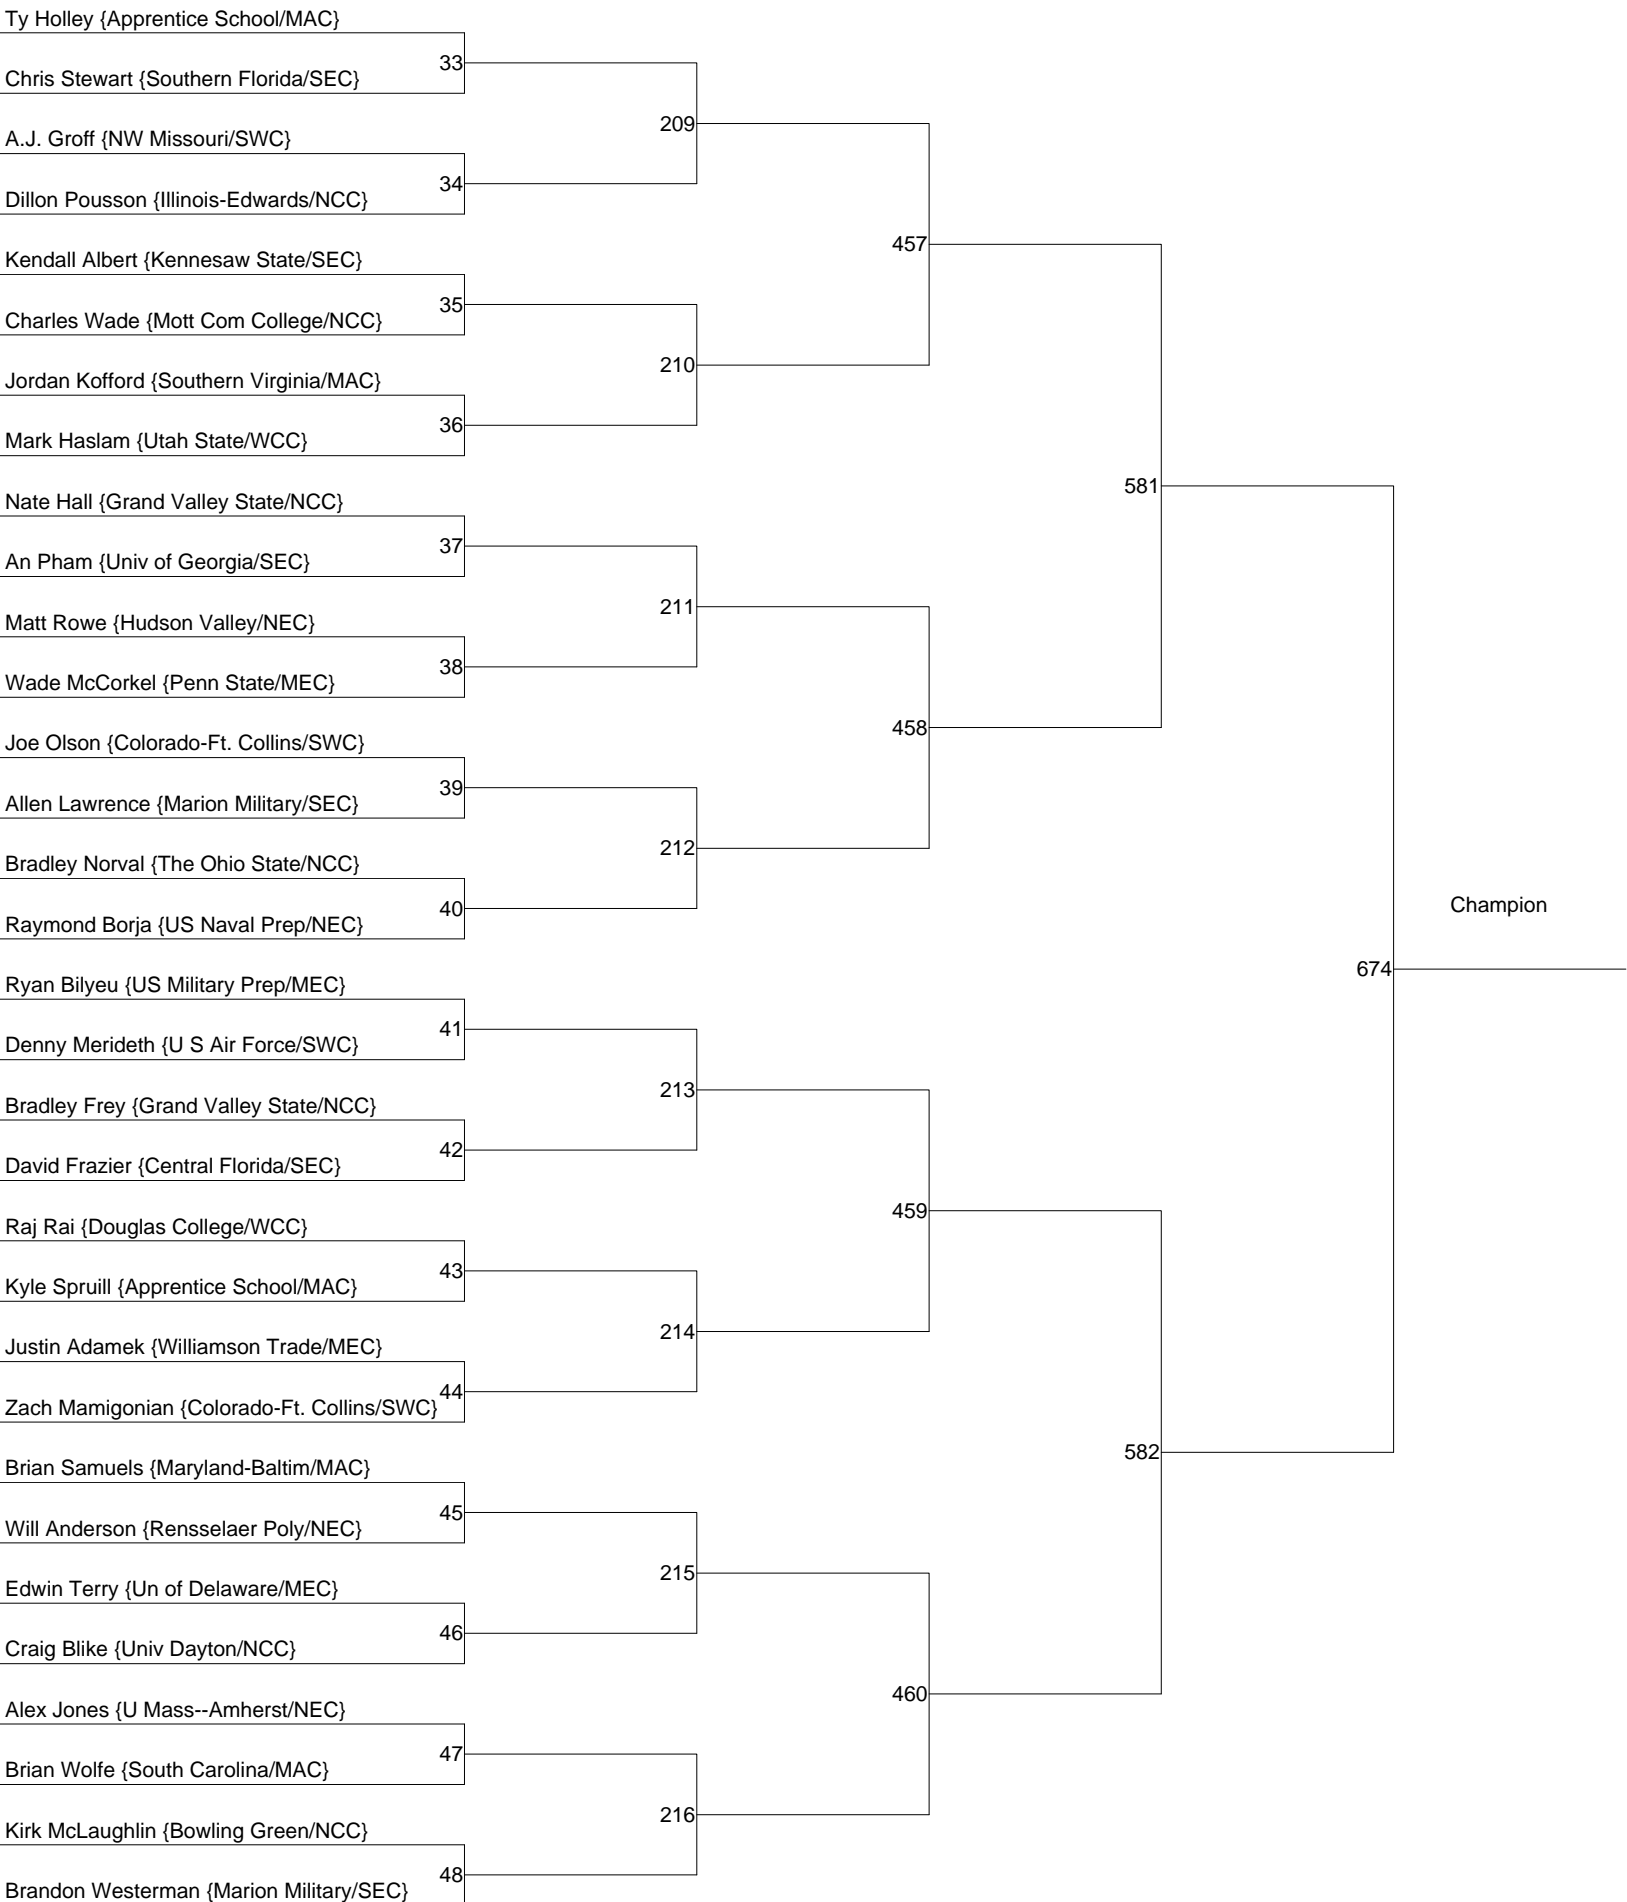 Ty Holley {Apprentice School/MAC}
33
Chris Stewart {Southern Florida/SEC}
209
A.J. Groff {NW Missouri/SWC}
34
Dillon Pousson {Illinois-Edwards/NCC}
457
Kendall Albert {Kennesaw State/SEC}
35
Charles Wade {Mott Com College/NCC}
210
Jordan Kofford {Southern Virginia/MAC}
36
Mark Haslam {Utah State/WCC}
581
Nate Hall {Grand Valley State/NCC}
37
An Pham {Univ of Georgia/SEC}
211
Matt Rowe {Hudson Valley/NEC}
38
Wade McCorkel {Penn State/MEC}
458
Joe Olson {Colorado-Ft. Collins/SWC}
39
Allen Lawrence {Marion Military/SEC}
212
Bradley Norval {The Ohio State/NCC}
40
Champion
Raymond Borja {US Naval Prep/NEC}
674
Ryan Bilyeu {US Military Prep/MEC}
41
Denny Merideth {U S Air Force/SWC}
213
Bradley Frey {Grand Valley State/NCC}
42
David Frazier {Central Florida/SEC}
459
Raj Rai {Douglas College/WCC}
43
Kyle Spruill {Apprentice School/MAC}
214
Justin Adamek {Williamson Trade/MEC}
44
Zach Mamigonian {Colorado-Ft. Collins/SWC}
582
Brian Samuels {Maryland-Baltim/MAC}
45
Will Anderson {Rensselaer Poly/NEC}
215
Edwin Terry {Un of Delaware/MEC}
46
Craig Blike {Univ Dayton/NCC}
460
Alex Jones {U Mass--Amherst/NEC}
47
Brian Wolfe {South Carolina/MAC}
216
Kirk McLaughlin {Bowling Green/NCC}
48
Brandon Westerman {Marion Military/SEC}